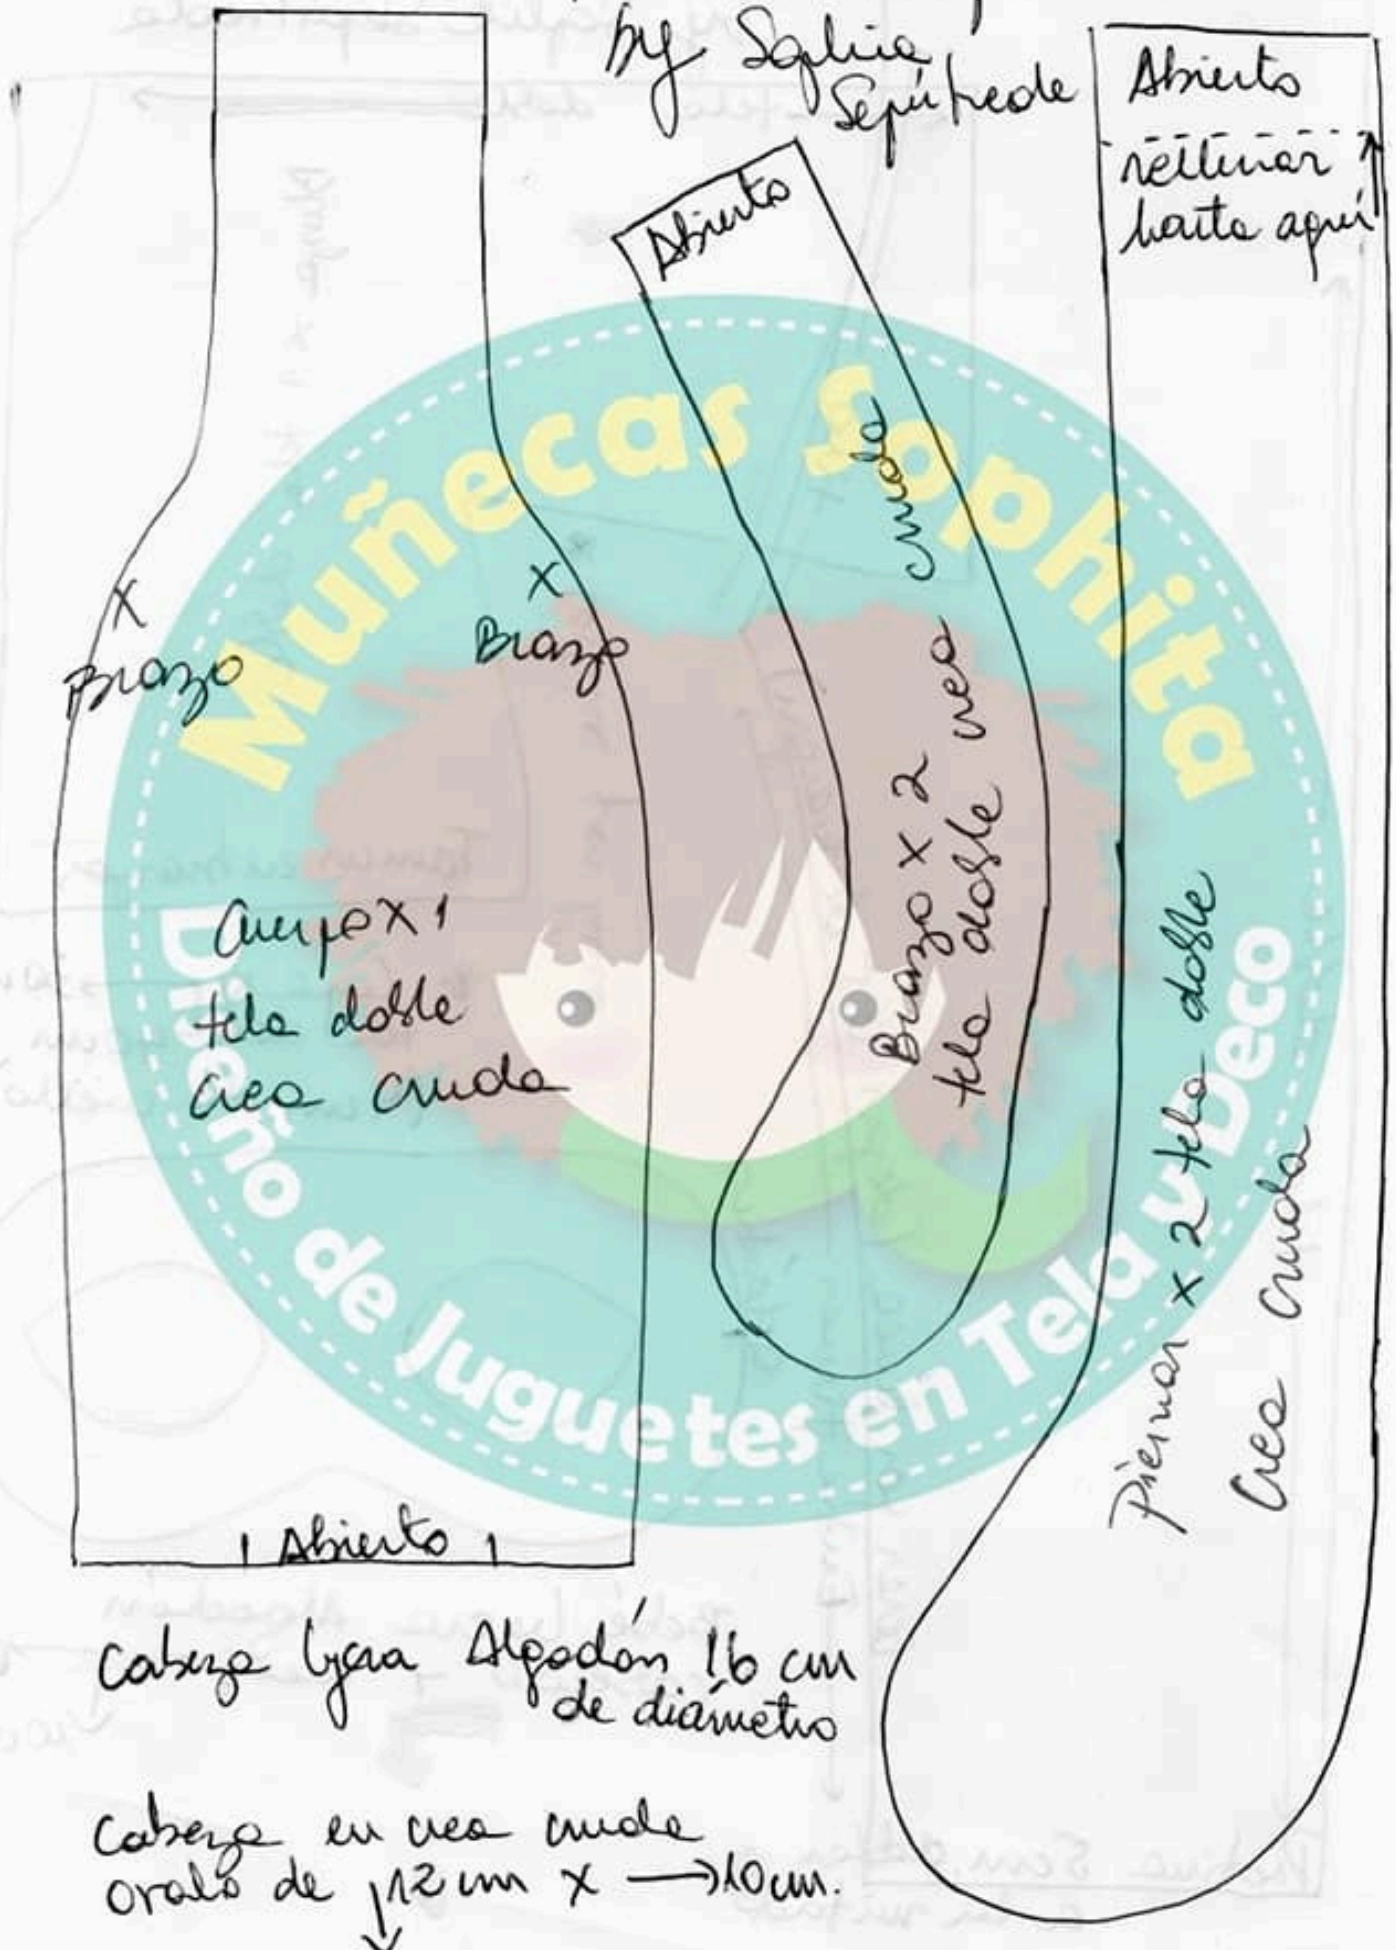 by Sophia
Sepúlveda
Abierto
rellenar
hasta aquí
Abierto
Muñecas Sophita
X
Brazo
X
Brazo
Cuerpo X 1
tela doble
crea cruda
Brazo X 2
tela doble crea cruda
Piernas x 2 tela doble
Crea cruda
Diseño de Juguetes en Tela y Deco
Abierto
Cabeza lycra Algodón 16 cm
de diámetro
Cabeza en crea cruda
ovalo de ↓12 cm X →10 cm.